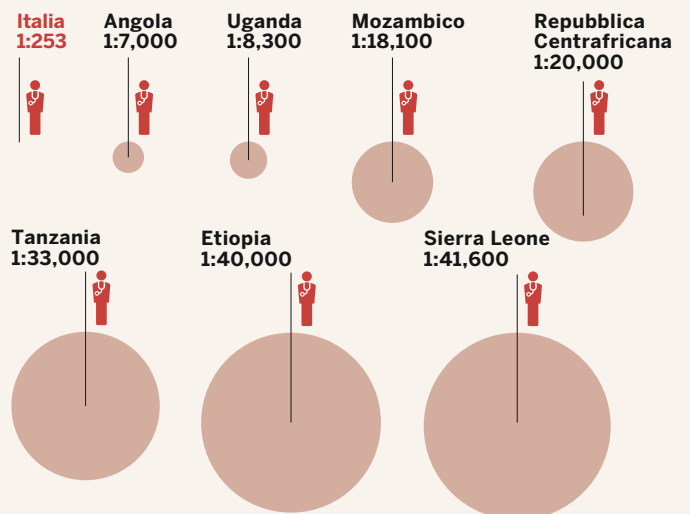 Italia
1:253
Angola
1:7,000
Uganda
1:8,300
Mozambico
1:18,100
Repubblica
Centrafricana
1:20,000
Tanzania
1:33,000
Etiopia
1:40,000
Sierra Leone
1:41,600